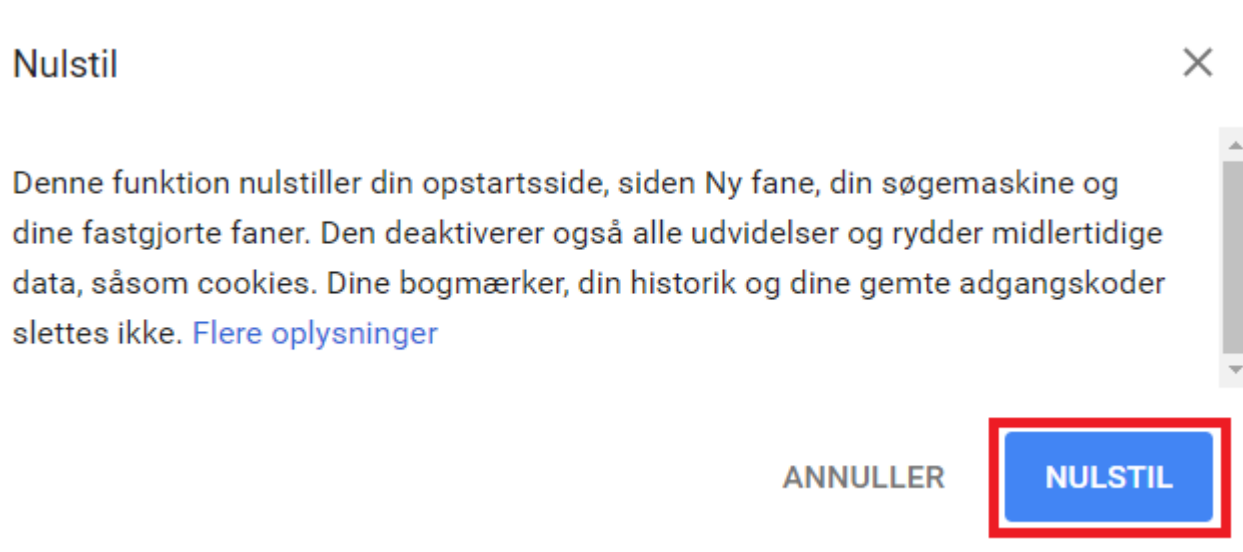 Nulstil
Denne funktion nulstiller din opstartsside, siden Ny fane, din søgemaskine og
dine fastgjorte faner. Den deaktiverer også alle udvidelser og rydder midlertidige
data, såsom cookies. Dine bogmærker, din historik og dine gemte adgangskoder
slettes ikke. Flere oplysninger
ANNULLER NULSTIL